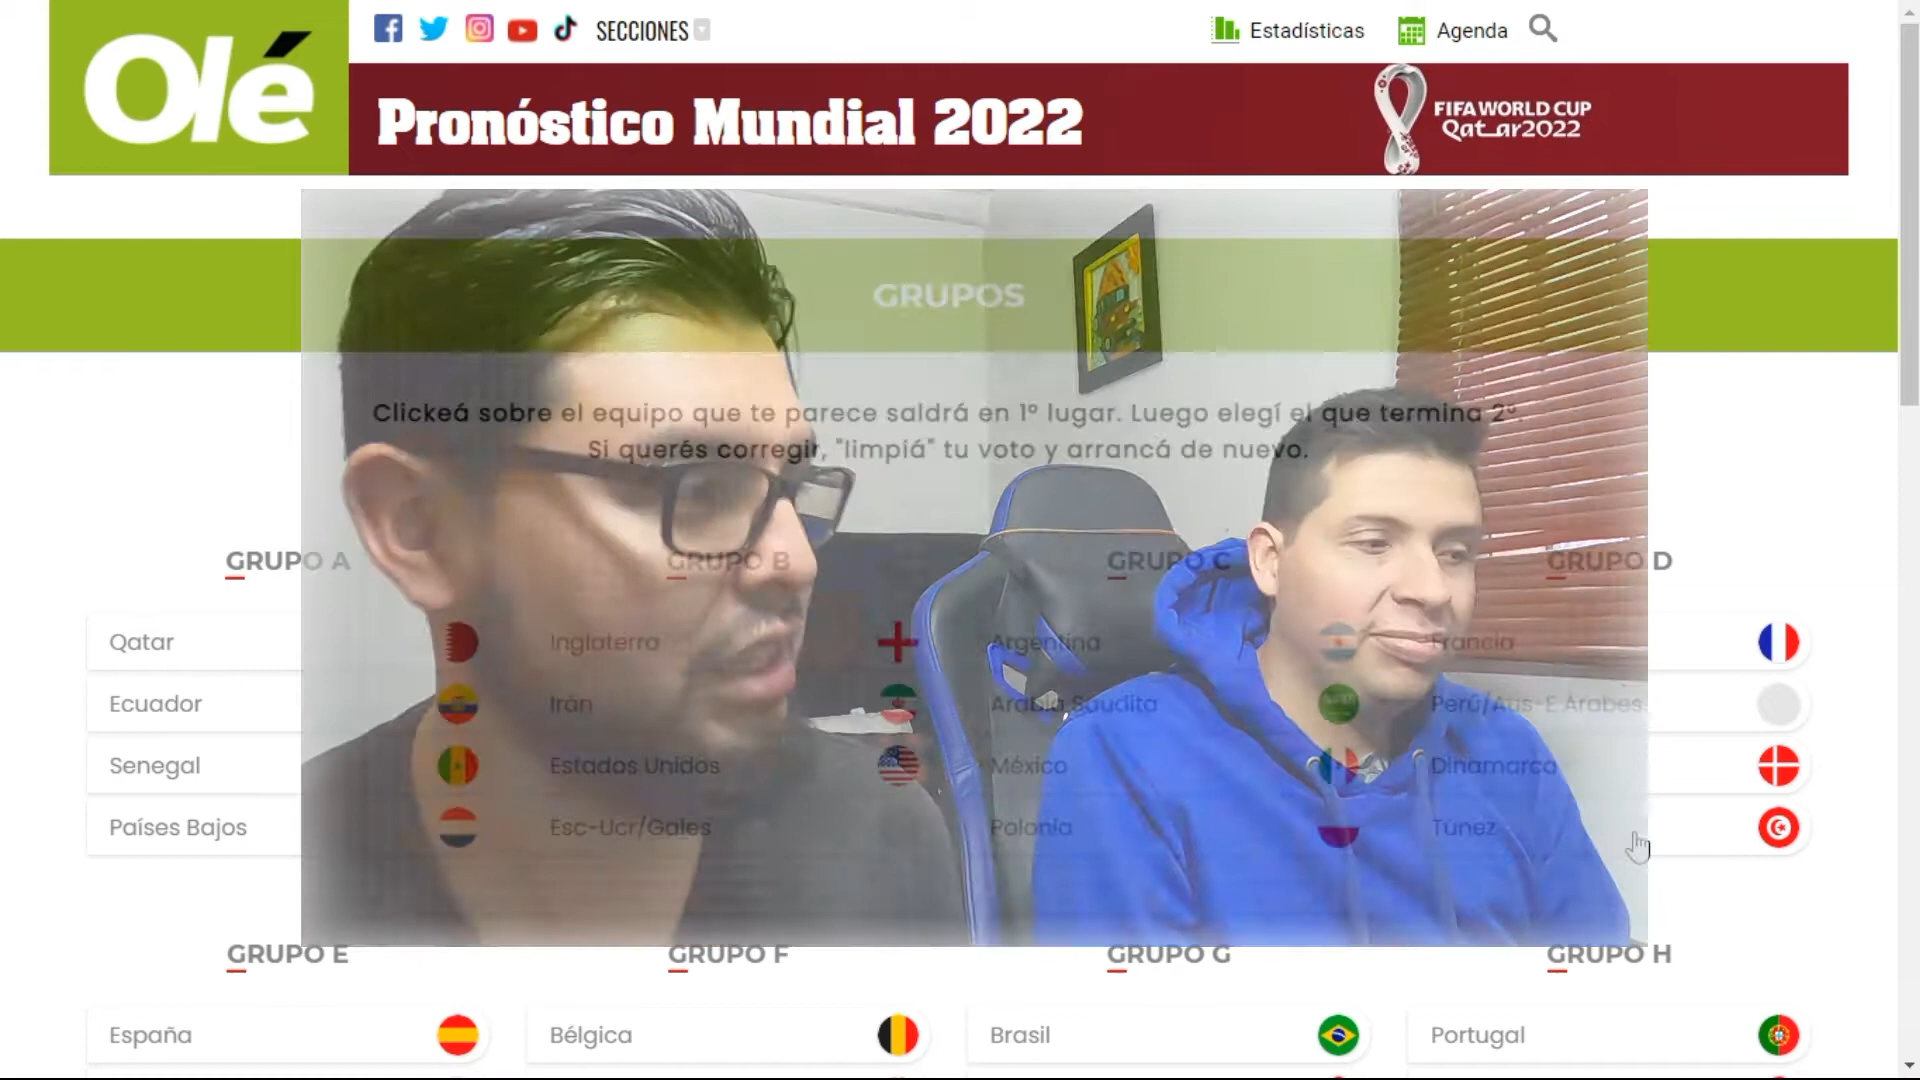 Olé
SECCIONES
Estadísticas
Agenda
Pronóstico Mundial 2022
FIFA WORLD CUP
Qatar2022
GRUPOS
Clickeá sobre el equipo que te parece saldrá en 1º lugar. Luego elegí el que termina 2º.
Si querés corregir, "limpiá" tu voto y arrancá de nuevo.
GRUPO A
GRUPO B
GRUPO C
GRUPO D
Qatar
Inglaterra
Argentina
Francia
Ecuador
Irán
Arabia Saudita
Perú/Aus-E.Árabes
Senegal
Estados Unidos
México
Dinamarca
Países Bajos
Esc-Ucr/Gales
Polonia
Túnez
GRUPO E
GRUPO F
GRUPO G
GRUPO H
España
Bélgica
Brasil
Portugal